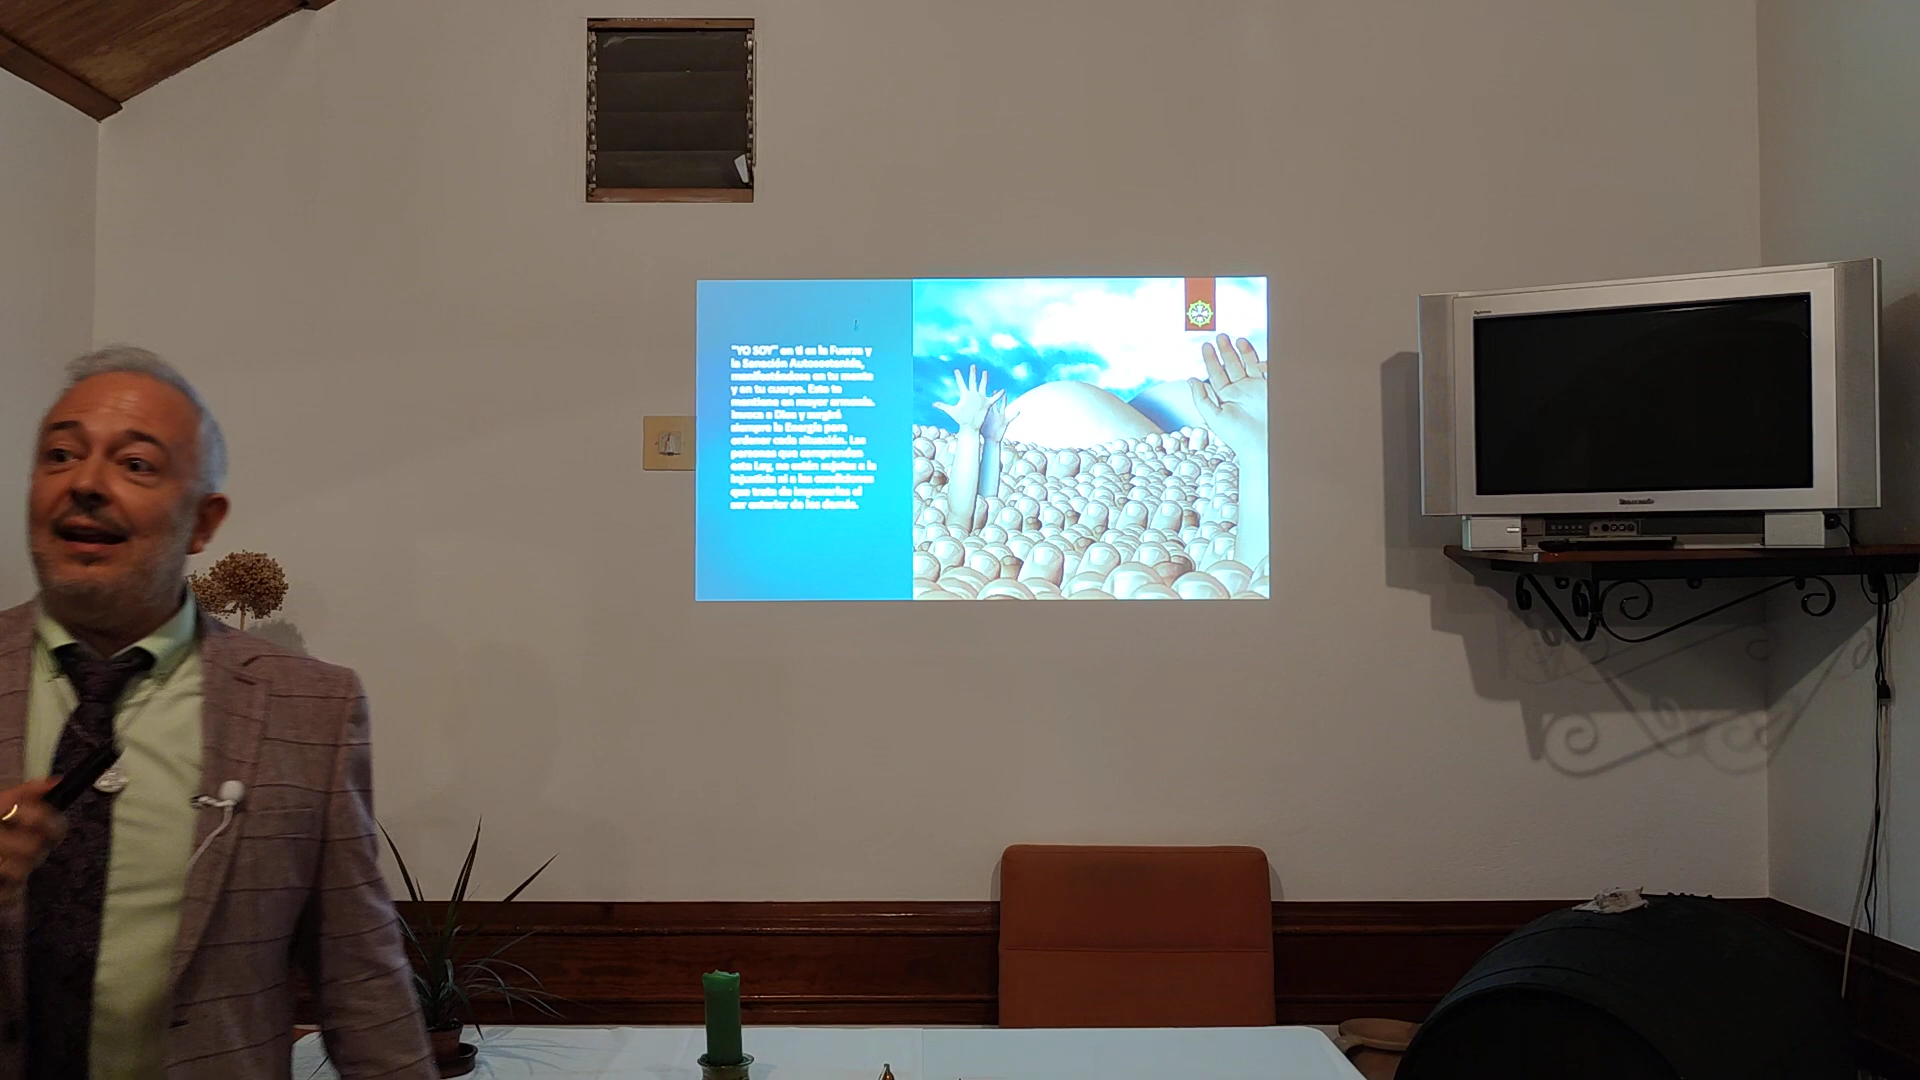 "YO SOY" en ti es la Fuerza y
la Sanación Autosostenida,
manifestándose en tu mente
y en tu cuerpo. Esto te
mantiene en mayor armonía.
Invoca a Dios y surgirá
siempre la Energía para
ordenar cada situación. Las
personas que comprenden
esta Ley, no están sujetas a la
injusticia ni a las condiciones
que trata de imponerles el
ser exterior de los demás.